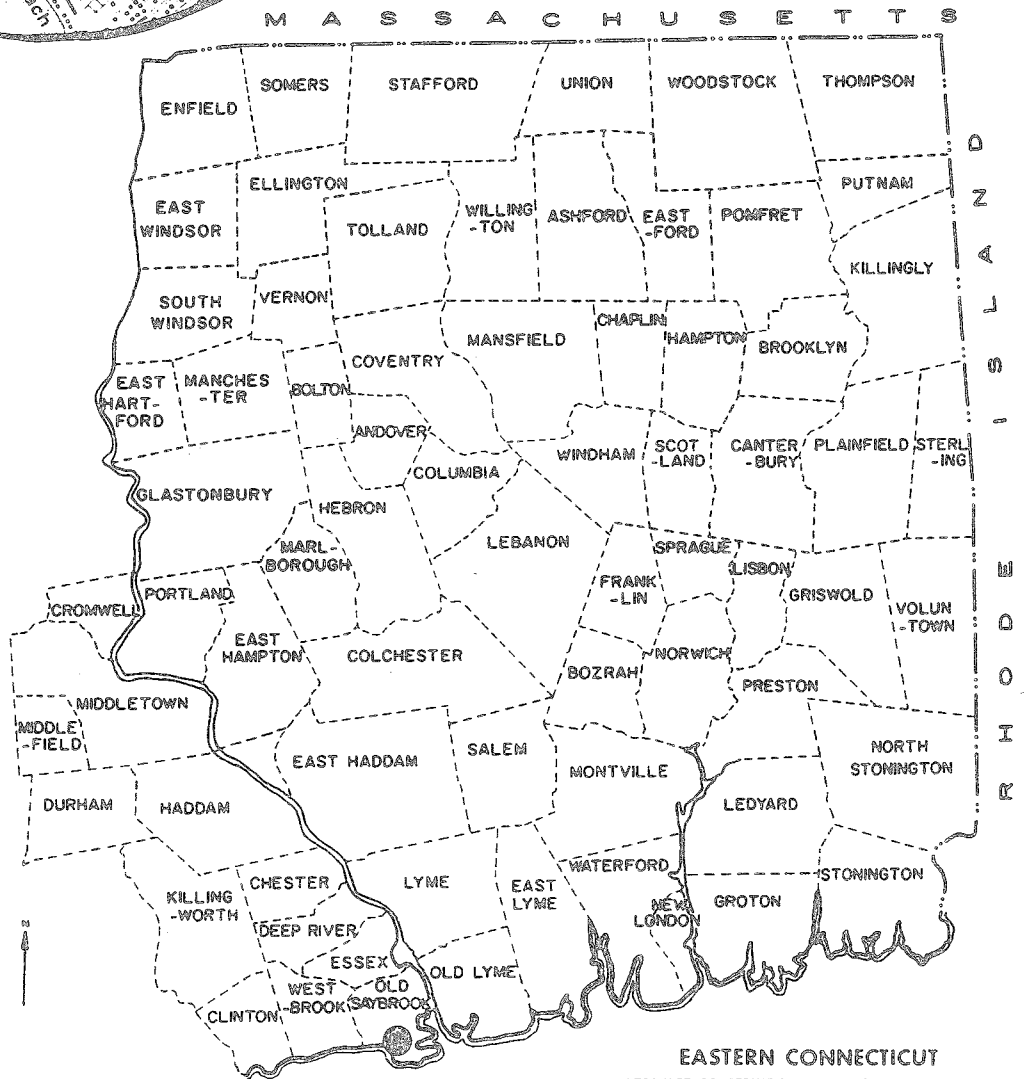 ach
MASSACHUSETTS
SOMERS
STAFFORD
UNION
WOODSTOCK
THOMPSON
ENFIELD
RHODE ISLAND
ELLINGTON
PUTNAM
EAST
WINDSOR
TOLLAND
WILLING
-TON
ASHFORD
EAST
-FORD
POMFRET
KILLINGLY
SOUTH
WINDSOR
VERNON
MANSFIELD
CHAPLIN
HAMPTON
BROOKLYN
COVENTRY
EAST
HART-
FORD
MANCHES
-TER
BOLTON
ANDOVER
COLUMBIA
WINDHAM
SCOT
-LAND
CANTER
-BURY
PLAINFIELD
STERL
-ING
GLASTONBURY
HEBRON
LEBANON
MARL-
BOROUGH
SPRAGUE
LISBON
FRANK
-LIN
GRISWOLD
VOLUN
-TOWN
CROMWELL
PORTLAND
EAST
HAMPTON
COLCHESTER
BOZRAH
NORWICH
PRESTON
MIDDLETOWN
MIDDLE
-FIELD
EAST HADDAM
SALEM
MONTVILLE
NORTH
STONINGTON
DURHAM
HADDAM
LEDYARD
KILLING
-WORTH
CHESTER
LYME
EAST
LYME
WATERFORD
STONINGTON
NEW
LONDON
GROTON
DEEP RIVER
ESSEX
OLD LYME
WEST
-BROOK
OLD
SAYBROOK
CLINTON
EASTERN CONNECTICUT